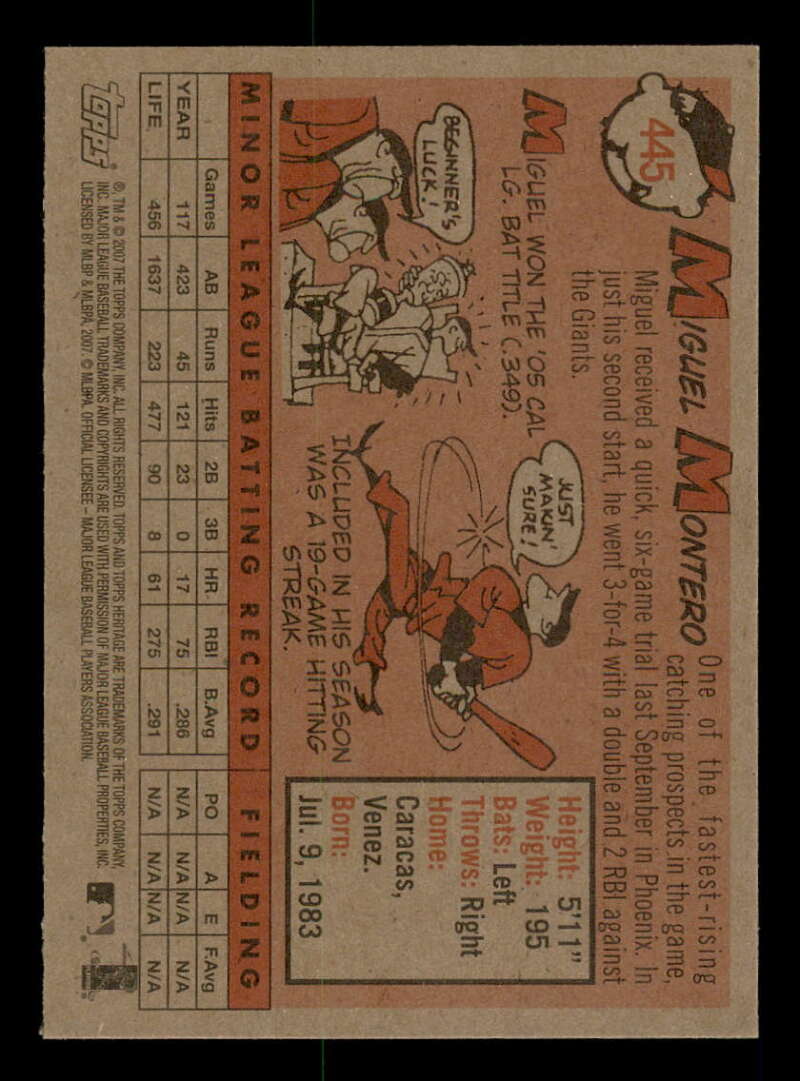 445
MIGUEL MONTERO
One of the fastest-rising
catching prospects in the game,
Miguel received a quick, six-game trial last September in Phoenix. In
just his second start, he went 3-for-4 with a double and 2 RBI against
the Giants.
MIGUEL WON THE '05 CAL
LG. BAT TITLE (.349).
BEGINNER'S
LUCK!
JUST
MAKIN'
SURE!
INCLUDED IN HIS SEASON
WAS A 19-GAME HITTING
STREAK.
Height: 5'11"
Weight: 195
Bats: Left
Throws: Right
Home:
Caracas,
Venez.
Born:
Jul. 9, 1983
MINOR LEAGUE BATTING RECORD FIELDING
Games AB Runs Hits 2B 3B HR RBI B.Avg PO A E F.Avg
YEAR 117 423 45 121 23 0 17 75 .286 N/A N/A N/A N/A
LIFE 456 1637 223 477 90 8 61 275 .291 N/A N/A N/A N/A
Topps
®, TM & © 2007 THE TOPPS COMPANY, INC. ALL RIGHTS RESERVED. TOPPS AND TOPPS HERITAGE ARE TRADEMARKS OF THE TOPPS COMPANY,
INC. MAJOR LEAGUE BASEBALL TRADEMARKS AND COPYRIGHTS ARE USED WITH PERMISSION OF MAJOR LEAGUE BASEBALL PROPERTIES, INC.
LICENSED BY MLBP & MLBPA, 2007. © MLBPA. OFFICIAL LICENSEE – MAJOR LEAGUE BASEBALL PLAYERS ASSOCIATION.